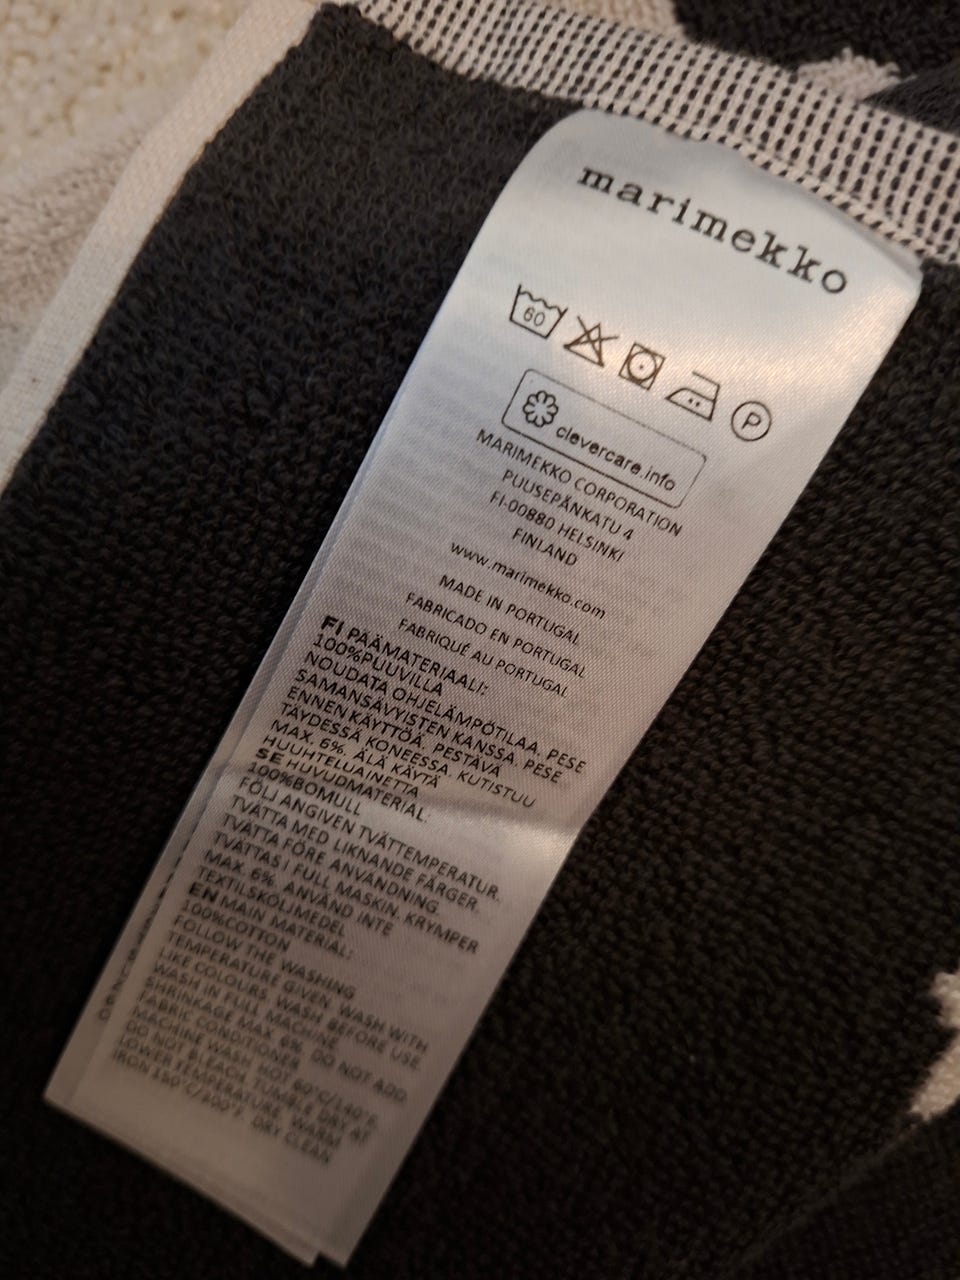 marimekko
60
P
clevercare.info
MARIMEKKO CORPORATION
PUUSEPÄNKATU 4
FI-00880 HELSINKI
FINLAND
www.marimekko.com
MADE IN PORTUGAL
FABRICADO EN PORTUGAL
FABRIQUÉ AU PORTUGAL
FI PÄÄMATERIAALI:
100%PUUVILLA
NOUDATA OHJELÄMPÖTILAA, PESE
SAMANSÄVYISTEN KANSSA, PESE
ENNEN KÄYTTÖÄ, PESTÄVÄ
TÄYDESSÄ KONEESSA, KUTISTUU
MAX. 6%. ÄLÄ KÄYTÄ
HUUHTELUAINETTA
SE HUVUDMATERIAL:
100%BOMULL
FÖLJ ANGIVEN TVÄTTEMPERATUR.
TVÄTTA MED LIKNANDE FÄRGER.
TVÄTTA FÖRE ANVÄNDNING.
TVÄTTAS I FULL MASKIN. KRYMPER
MAX. 6%. ANVÄND INTE
TEXTILSKÖLJMEDEL
EN MAIN MATERIAL:
100%COTTON
FOLLOW THE WASHING
TEMPERATURE GIVEN. WASH WITH
LIKE COLOURS. WASH BEFORE USE
WASH IN FULL MACHINE
SHRINKAGE MAX. 6%. DO NOT ADD
FABRIC CONDITIONER
MACHINE WASH HOT 60°C/140°F,
DO NOT BLEACH, TUMBLE DRY AT
LOWER TEMPERATURE, WARM
IRON 150°C/300°F, DRY CLEAN